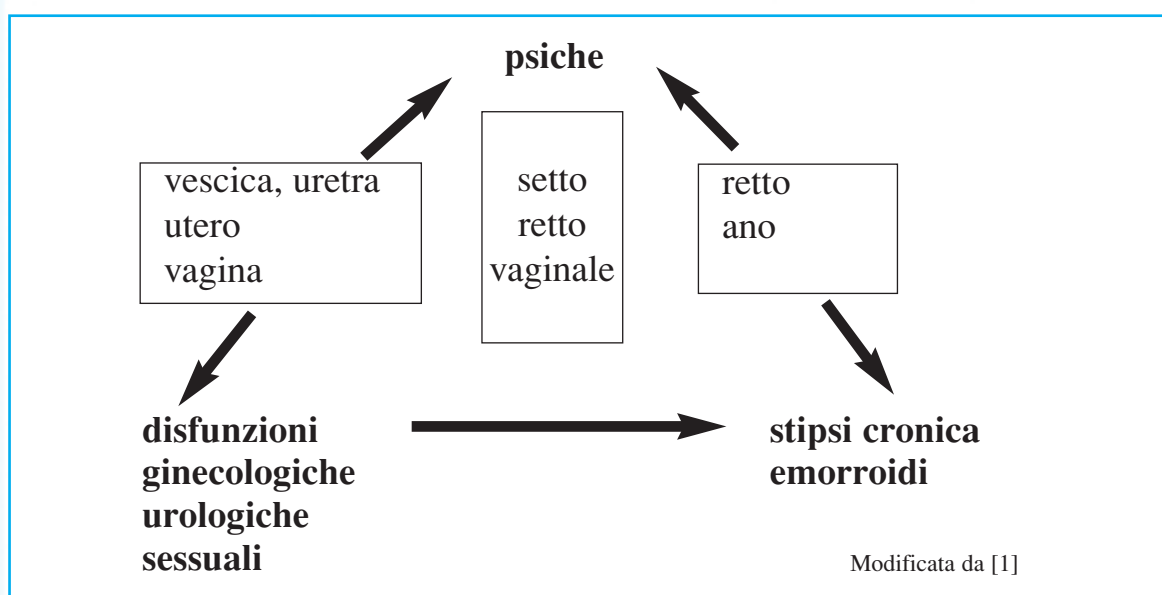 psiche
vescica, uretra
utero
vagina
setto
retto
vaginale
retto
ano
disfunzioni
ginecologiche
urologiche
sessuali
stipsi cronica
emorroidi
Modificata da [1]